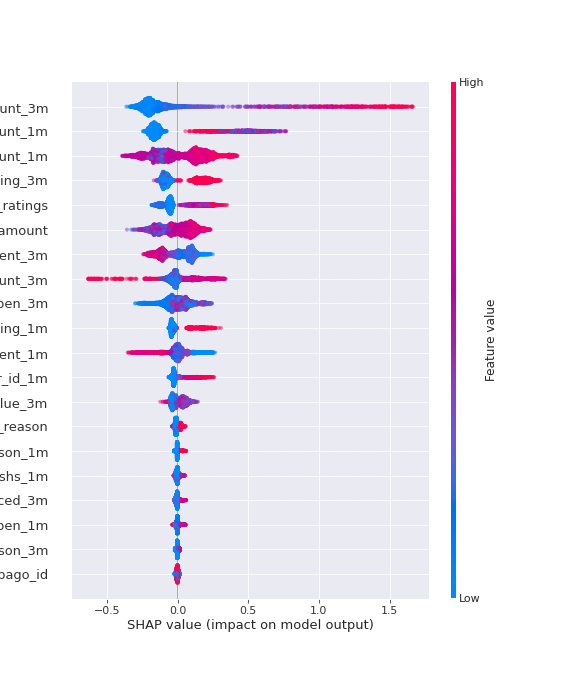 High
unt_3m
unt_1m
unt_1m
ing_3m
_ratings
amount
ent_3m
unt_3m
pen_3m
ing_1m
ent_1m
r_id_1m
lue_3m
_reason
son_1m
shs_1m
ced_3m
pen_1m
son_3m
pago_id
Feature value
Low
−0.5 0.0 0.5 1.0 1.5
SHAP value (impact on model output)